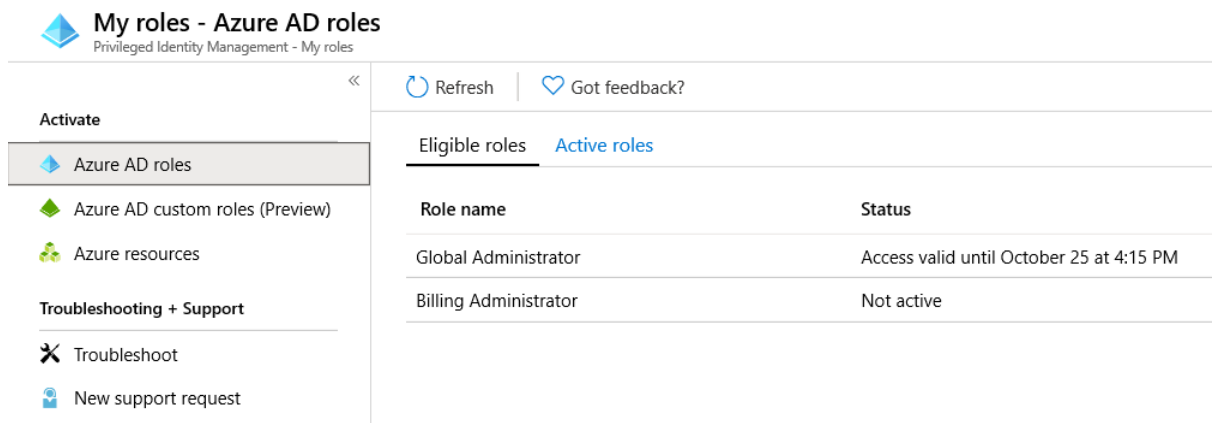 My roles - Azure AD roles
Privileged Identity Management - My roles
«
Activate
Azure AD roles
Azure AD custom roles (Preview)
Azure resources
Troubleshooting + Support
Troubleshoot
New support request
Refresh
Got feedback?
Eligible roles Active roles
Role name Status
Global Administrator Access valid until October 25 at 4:15 PM
Billing Administrator Not active